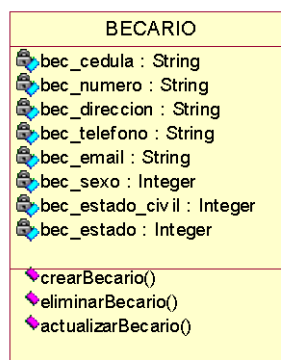 BECARIO
bec_cedula : String
bec_numero : String
bec_direccion : String
bec_telefono : String
bec_email : String
bec_sexo : Integer
bec_estado_civil : Integer
bec_estado : Integer
crearBecario()
eliminarBecario()
actualizarBecario()